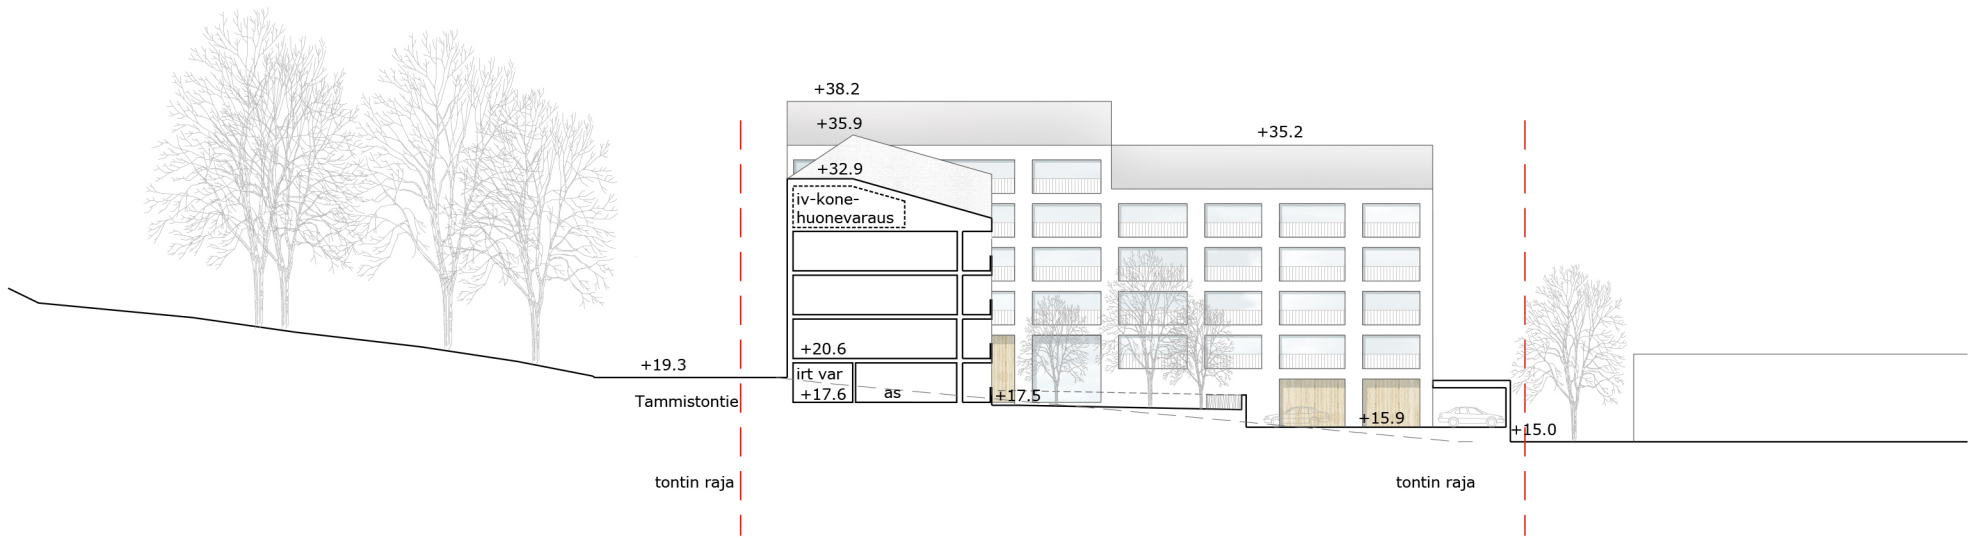 +38.2
+35.9
+35.2
+32.9
iv-kone-
huonevaraus
+20.6
+19.3
irt var
+17.6
as
+17.5
Tammistontie
+15.9
+15.0
tontin raja
tontin raja